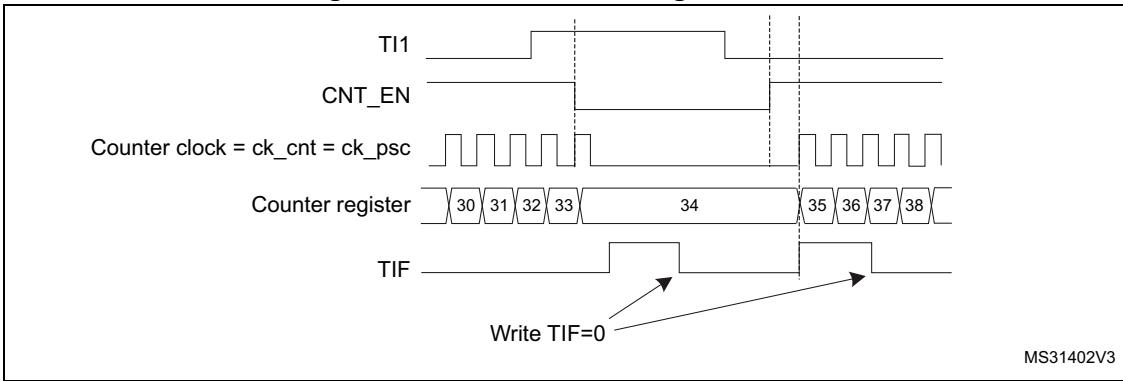 TI1
CNT_EN
Counter clock = ck_cnt = ck_psc
Counter register 30 31 32 33 34 35 36 37 38
TIF
Write TIF=0
MS31402V3